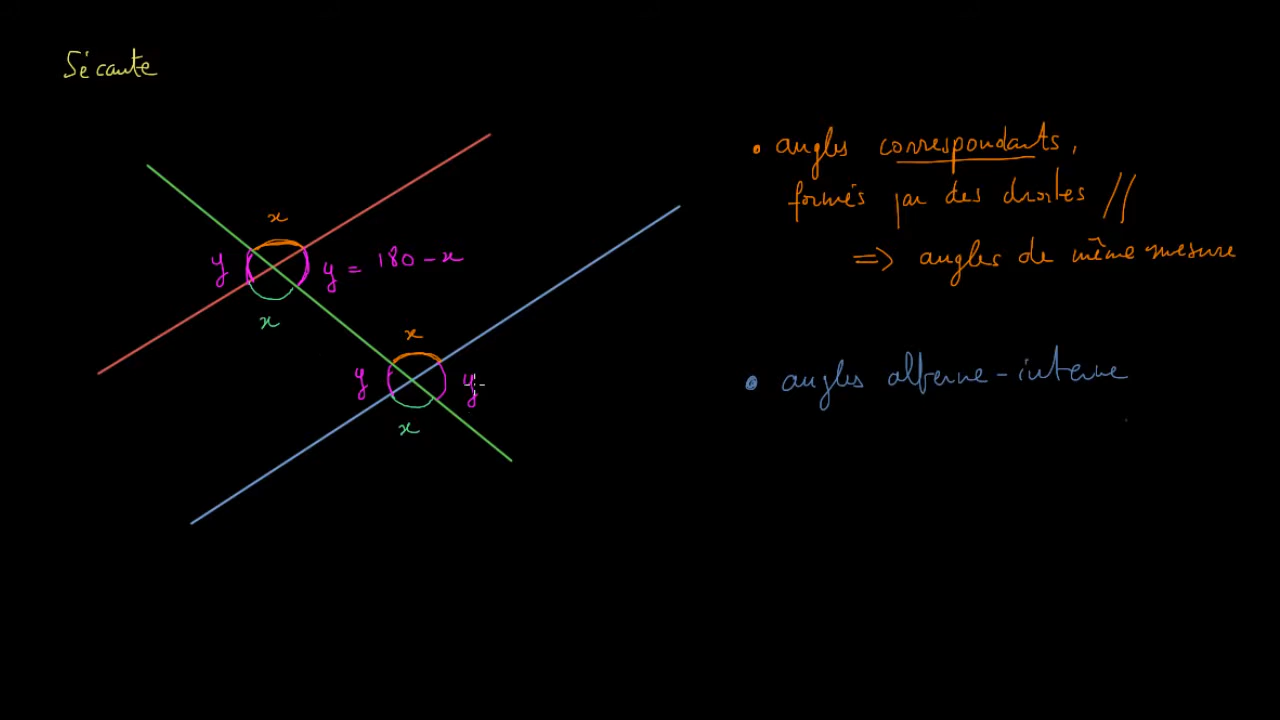 Sécante
• angles correspondants,
formés par des droites //
=> angles de même mesure
x
y
y = 180 - x
x
• angles alterne-interne
x
y
y
x